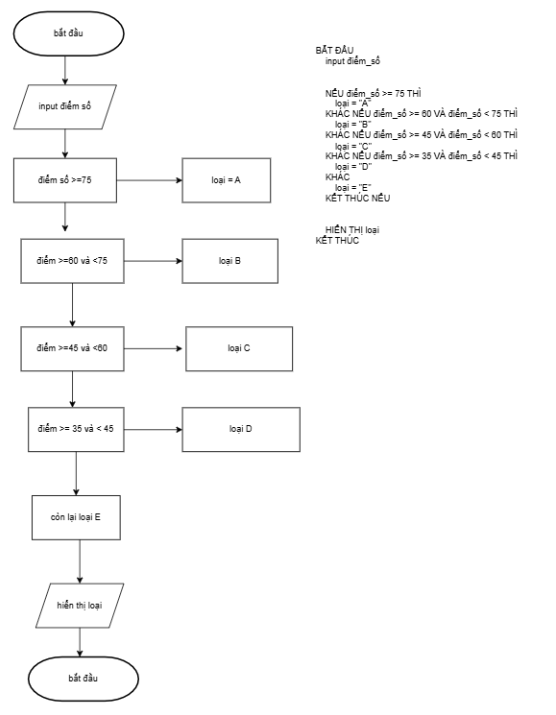 bắt đầu
input điểm số
điểm số >=75
loại = A
điểm >=60 và <75
loại B
điểm >=45 và <60
loại C
điểm >= 35 và < 45
loại D
còn lại loại E
hiển thị loại
bắt đầu
BẮT ĐẦU
input điểm_số
NẾU điểm_số >= 75 THÌ
loại = "A"
KHÁC NẾU điểm_số >= 60 VÀ điểm_số < 75 THÌ
loại = "B"
KHÁC NẾU điểm_số >= 45 VÀ điểm_số < 60 THÌ
loại = "C"
KHÁC NẾU điểm_số >= 35 VÀ điểm_số < 45 THÌ
loại = "D"
KHÁC
loại = "E"
KẾT THÚC NẾU
HIỂN THỊ loại
KẾT THÚC